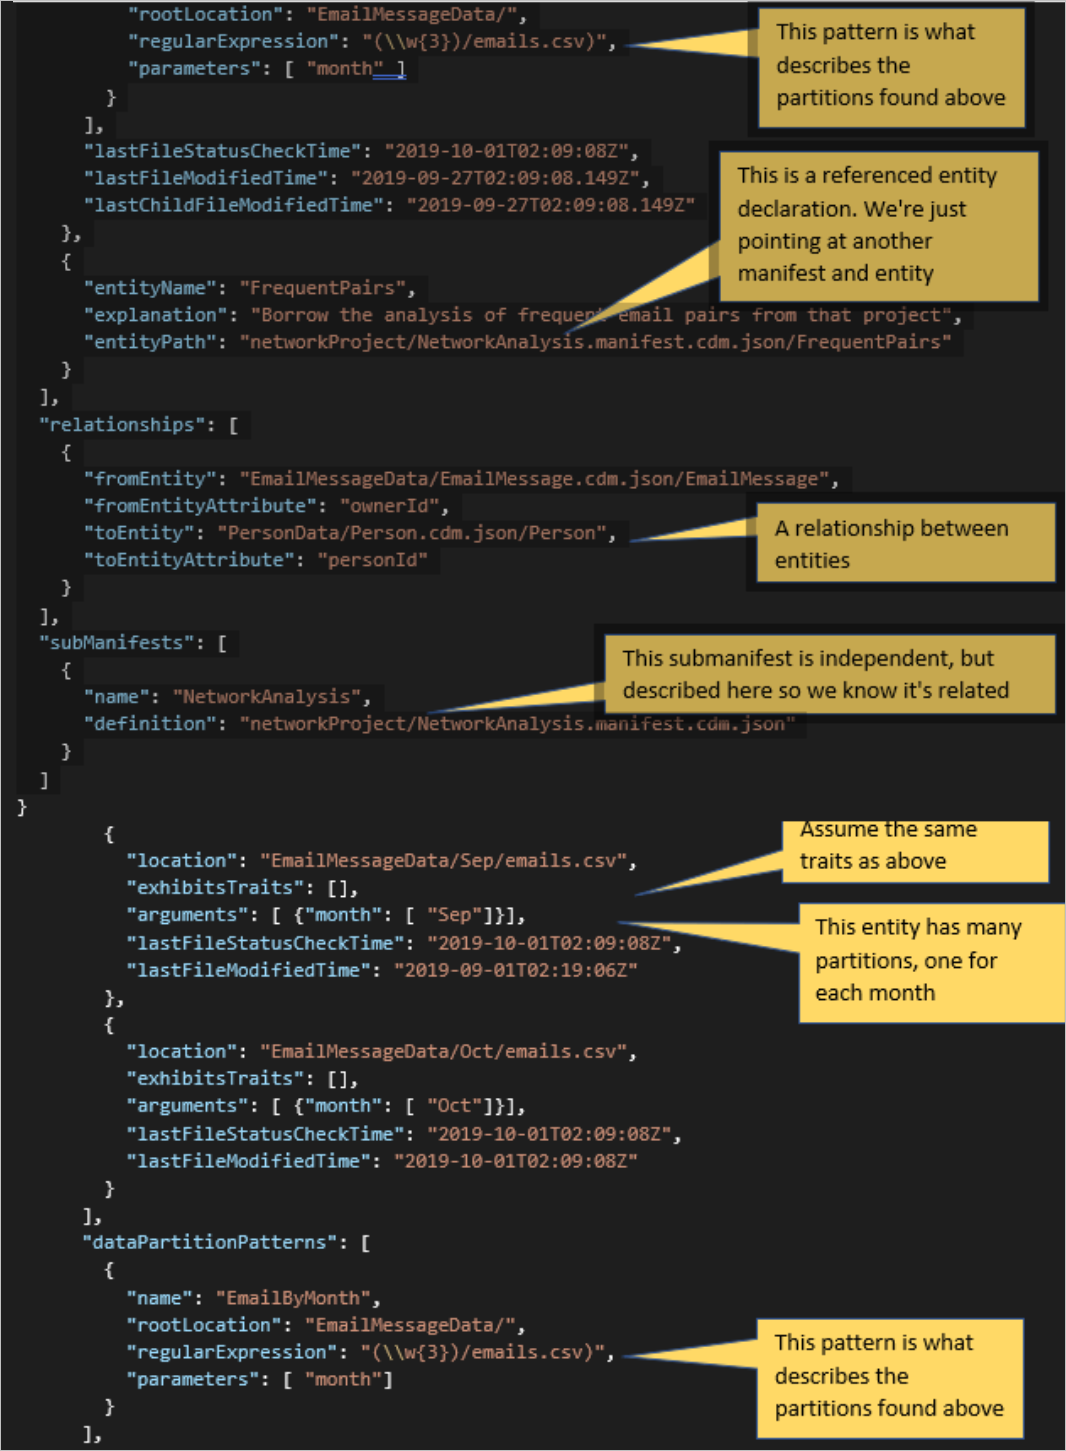 "rootLocation": "EmailMessageData/",
"regularExpression": "(\\w{3})/emails.csv)",
"parameters": [ "month" ]
}
],
"lastFileStatusCheckTime": "2019-10-01T02:09:08Z",
"lastFileModifiedTime": "2019-09-27T02:09:08.149Z",
"lastChildFileModifiedTime": "2019-09-27T02:09:08.149Z"
},
{
"entityName": "FrequentPairs",
"explanation": "Borrow the analysis of frequent email pairs from that project",
"entityPath": "networkProject/NetworkAnalysis.manifest.cdm.json/FrequentPairs"
}
],
"relationships": [
{
"fromEntity": "EmailMessageData/EmailMessage.cdm.json/EmailMessage",
"fromEntityAttribute": "ownerId",
"toEntity": "PersonData/Person.cdm.json/Person",
"toEntityAttribute": "personId"
}
],
"subManifests": [
{
"name": "NetworkAnalysis",
"definition": "networkProject/NetworkAnalysis.manifest.cdm.json"
}
]
}
{
"location": "EmailMessageData/Sep/emails.csv",
"exhibitsTraits": [],
"arguments": [ {"month": [ "Sep"]}],
"lastFileStatusCheckTime": "2019-10-01T02:09:08Z",
"lastFileModifiedTime": "2019-09-01T02:19:06Z"
},
{
"location": "EmailMessageData/Oct/emails.csv",
"exhibitsTraits": [],
"arguments": [ {"month": [ "Oct"]}],
"lastFileStatusCheckTime": "2019-10-01T02:09:08Z",
"lastFileModifiedTime": "2019-10-01T02:09:08Z"
}
],
"dataPartitionPatterns": [
{
"name": "EmailByMonth",
"rootLocation": "EmailMessageData/",
"regularExpression": "(\\w{3})/emails.csv)",
"parameters": [ "month"]
}
],
This pattern is what
describes the
partitions found above
This is a referenced entity
declaration. We're just
pointing at another
manifest and entity
A relationship between
entities
This submanifest is independent, but
described here so we know it's related
Assume the same
traits as above
This entity has many
partitions, one for
each month
This pattern is what
describes the
partitions found above